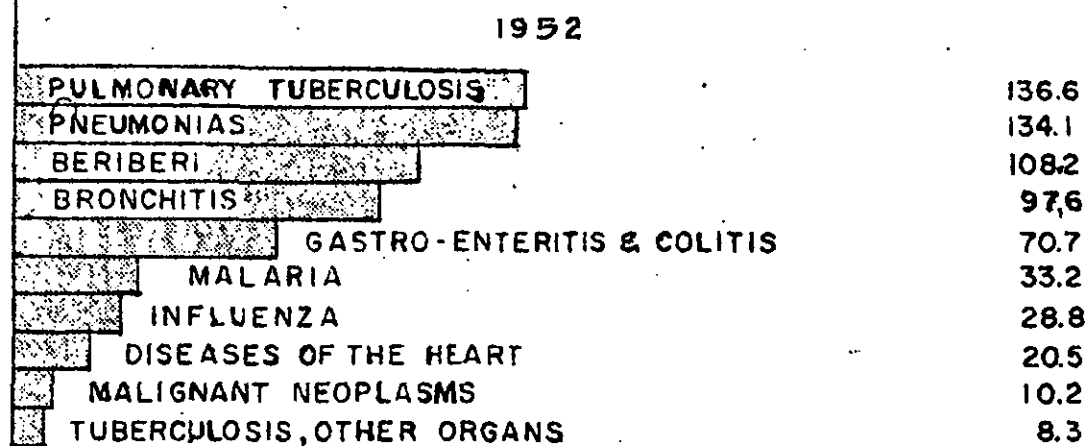 1952
PULMONARY TUBERCULOSIS 136.6
PNEUMONIAS 134.1
BERIBERI 108.2
BRONCHITIS 97.6
GASTRO-ENTERITIS & COLITIS 70.7
MALARIA 33.2
INFLUENZA 28.8
DISEASES OF THE HEART 20.5
MALIGNANT NEOPLASMS 10.2
TUBERCULOSIS, OTHER ORGANS 8.3